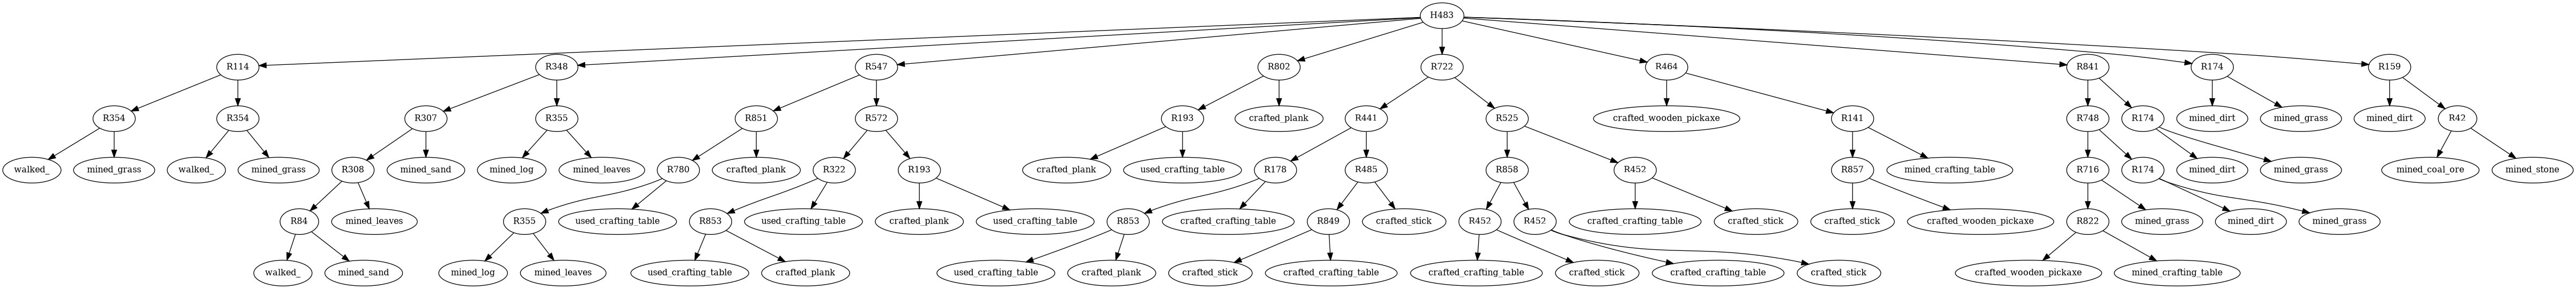 H483
R114 R348 R547 R802 R722 R464 R841 R174 R159
R354 R354 R307 R355 R851 R572 R193 crafted_plank R441 R525 crafted_wooden_pickaxe R141 R748 R174 mined_dirt mined_grass mined_dirt R42
walked_ mined_grass walked_ mined_grass R308 mined_sand mined_log mined_leaves R780 crafted_plank R322 R193 crafted_plank used_crafting_table R178 R485 R858 R452 R857 mined_crafting_table R716 R174 mined_dirt mined_grass mined_coal_ore mined_stone
R84 mined_leaves R355 used_crafting_table R853 used_crafting_table crafted_plank used_crafting_table R853 crafted_crafting_table R849 crafted_stick R452 R452 crafted_crafting_table crafted_stick crafted_stick crafted_wooden_pickaxe R822 mined_grass mined_dirt mined_grass
walked_ mined_sand mined_log mined_leaves used_crafting_table crafted_plank used_crafting_table crafted_plank crafted_stick crafted_crafting_table crafted_crafting_table crafted_stick crafted_crafting_table crafted_stick crafted_wooden_pickaxe mined_crafting_table